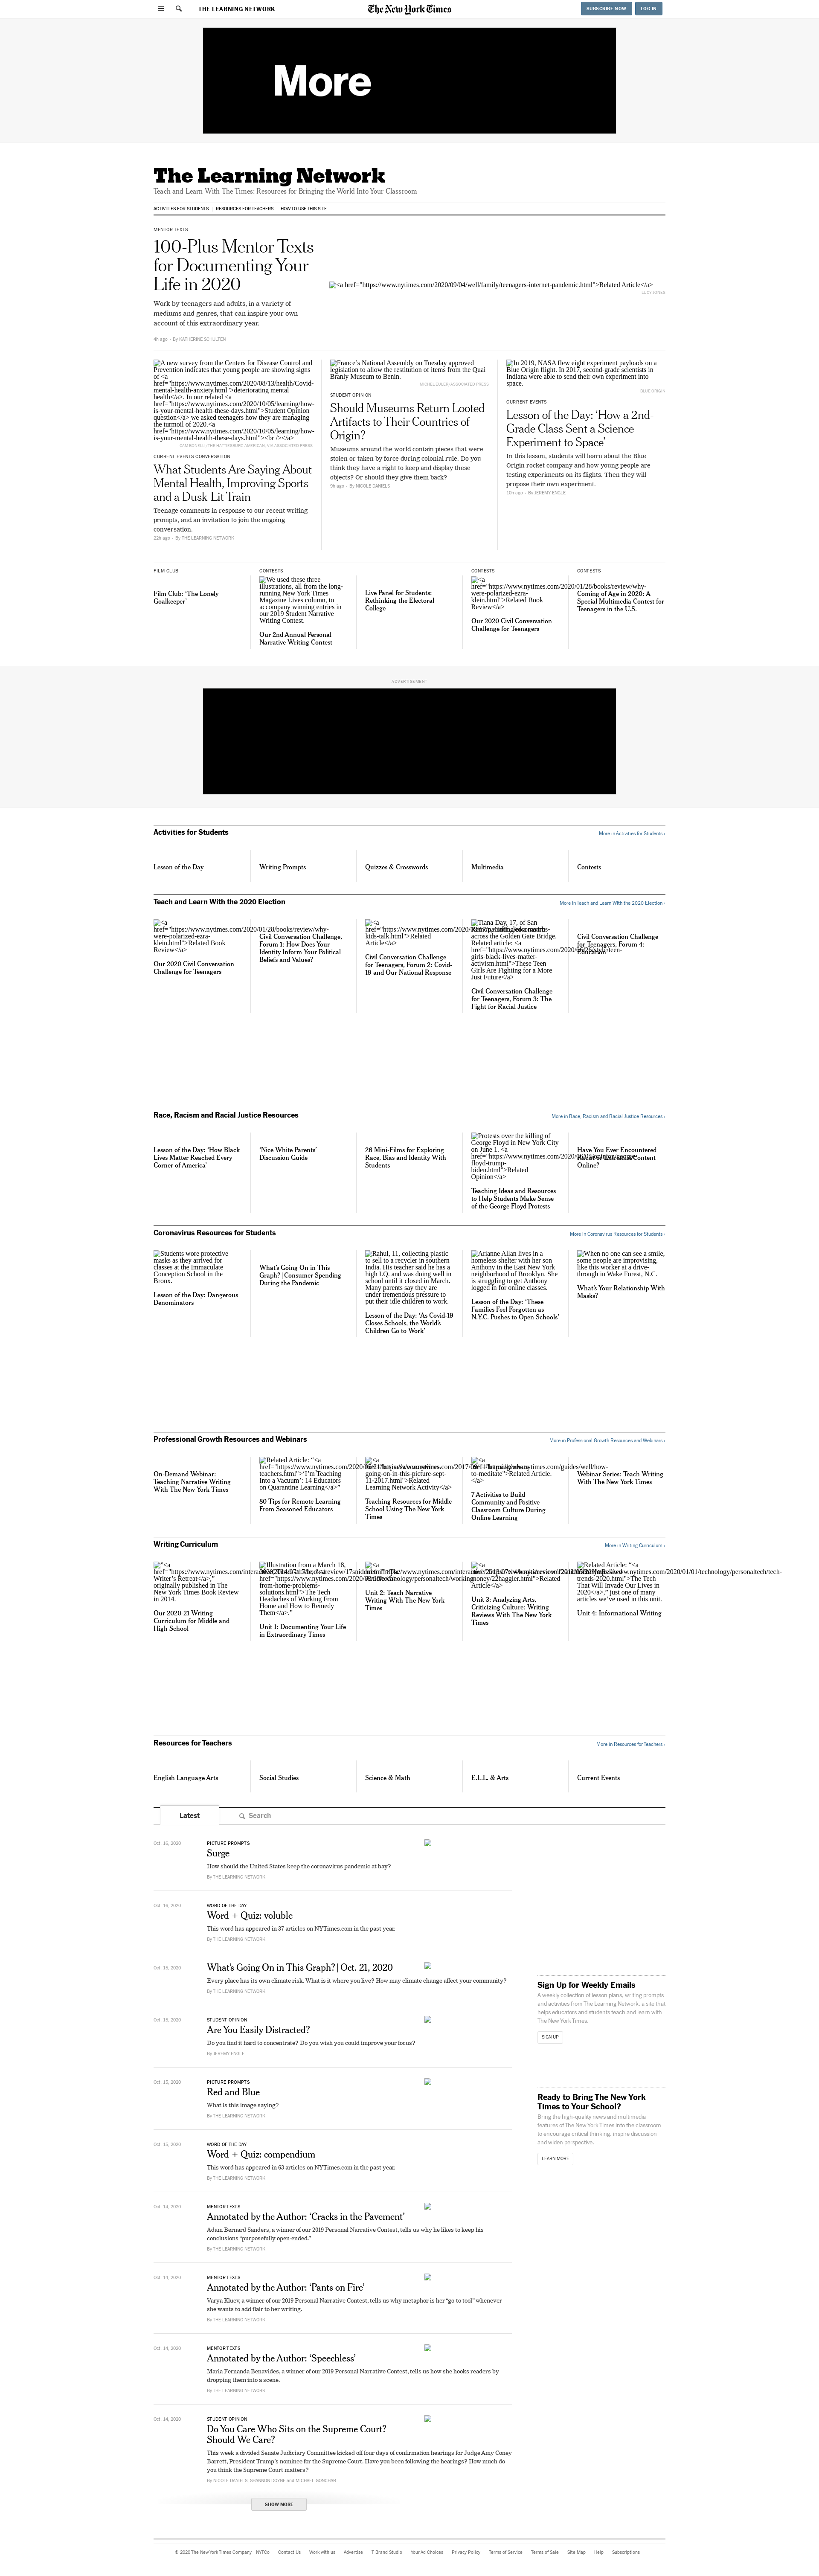 THE LEARNING NETWORK
The New York Times
SUBSCRIBE NOW
LOG IN
More
The Learning Network
Teach and Learn With The Times: Resources for Bringing the World Into Your Classroom
ACTIVITIES FOR STUDENTS
RESOURCES FOR TEACHERS
HOW TO USE THIS SITE
MENTOR TEXTS
100-Plus Mentor Texts
for Documenting Your
Life in 2020
Work by teenagers and adults, in a variety of
mediums and genres, that can inspire your own
account of this extraordinary year.
4h ago - By KATHERINE SCHULTEN
<a href="https://www.nytimes.com/2020/09/04/well/family/teenagers-internet-pandemic.html">Related Article</a>
A new survey from the Centers for Disease Control and
Prevention indicates that young people are showing signs
of <a
href="https://www.nytimes.com/2020/08/13/health/Covid-
mental-health-anxiety.html">deteriorating mental
health</a>. In our related <a
href="https://www.nytimes.com/2020/10/05/learning/how-
is-your-mental-health-these-days.html">Student Opinion
question</a> we asked teenagers how they are managing
the turmoil of 2020.<a
href="https://www.nytimes.com/2020/10/05/learning/how-
is-your-mental-health-these-days.html"><br /></a>
CURRENT EVENTS CONVERSATION
What Students Are Saying About
Mental Health, Improving Sports
and a Dusk-Lit Train
Teenage comments in response to our recent writing
prompts, and an invitation to join the ongoing
conversation.
22h ago - By THE LEARNING NETWORK
France's National Assembly on Tuesday approved
legislation to allow the restitution of items from the Quai
Branly Museum to Benin.
MICHEL EULER/ASSOCIATED PRESS
STUDENT OPINION
Should Museums Return Looted
Artifacts to Their Countries of
Origin?
Museums around the world contain pieces that were
stolen or taken by force during colonial rule. Do you
think they have a right to keep and display these
objects? Or should they give them back?
8h ago - By NICOLE DANIELS
In 2019, NASA flew eight experiment payloads on a
Blue Origin flight. In 2017, second-grade scientists in
Indiana were able to send their own experiment into
space.
BLUE ORIGIN
CURRENT EVENTS
Lesson of the Day: ‘How a 2nd-
Grade Class Sent a Science
Experiment to Space’
In this lesson, students will learn about the Blue
Origin rocket company and how young people are
testing experiments on its flights. Then they will
propose their own experiment.
10h ago - By JEREMY ENGLE
FILM CLUB
Film Club: ‘The Lonely
Goalkeeper’
CONTESTS
We used these three
illustrations, all from the long-
running New York Times
Magazine Lives column, to
accompany winning entries in
our 2019 Student Narrative
Writing Contest.
Our 2nd Annual Personal
Narrative Writing Contest
Live Panel for Students:
Rethinking the Electoral
College
CONTESTS
<a
href="https://www.nytimes.com/2020/01/28/books/review/why-
were-polarized-ezra-
klein.html">Related Book
Review</a>
Our 2020 Civil Conversation
Challenge for Teenagers
CONTESTS
Coming of Age in 2020: A
Special Multimedia Contest for
Teenagers in the U.S.
ADVERTISEMENT
Activities for Students
More in Activities for Students ›
Lesson of the Day
Writing Prompts
Quizzes & Crosswords
Multimedia
Contests
Teach and Learn With the 2020 Election
More in Teach and Learn With the 2020 Election ›
<a
href="https://www.nytimes.com/2020/01/28/books/review/why-
were-polarized-ezra-
klein.html">Related Book
Review</a>
Our 2020 Civil Conversation
Challenge for Teenagers
Civil Conversation Challenge,
Forum 1: How Does Your
Identity Inform Your Political
Beliefs and Values?
<a
kids-talk.html">Related
Article</a>
Civil Conversation Challenge
for Teenagers, Forum 2: Covid-
19 and Our National Response
Tiana Day, 17, of San
across the Golden Gate Bridge.
Related article: <a
girls-black-lives-matter-
activism.html">These Teen
Girls Are Fighting for a More
Just Future</a>
Civil Conversation Challenge
for Teenagers, Forum 3: The
Fight for Racial Justice
Civil Conversation Challenge
for Teenagers, Forum 4:
Education
Race, Racism and Racial Justice Resources
More in Race, Racism and Racial Justice Resources ›
Lesson of the Day: ‘How Black
Lives Matter Reached Every
Corner of America’
‘Nice White Parents’
Discussion Guide
26 Mini-Films for Exploring
Race, Bias and Identity With
Students
Protests over the killing of
George Floyd in New York City
on June 1. <a
floyd-trump-
biden.html">Related
Opinion</a>
Teaching Ideas and Resources
to Help Students Make Sense
of the George Floyd Protests
Have You Ever Encountered
Racist or Extremist Content
Online?
Coronavirus Resources for Students
More in Coronavirus Resources for Students ›
Students wore protective
masks as they arrived for
classes at the Immaculate
Conception School in the
Bronx.
Lesson of the Day: Dangerous
Denominators
What's Going On in This
Graph? | Consumer Spending
During the Pandemic
Rahul, 11, collecting plastic
to sell to a recycler in southern
India. His teacher said he has a
high I.Q. and was doing well in
school until it closed in March.
Many parents say they are
under tremendous pressure to
put their idle children to work.
Lesson of the Day: ‘As Covid-19
Closes Schools, the World's
Children Go to Work’
Arianne Allan lives in a
homeless shelter with her son
Anthony in the East New York
neighborhood of Brooklyn. She
is struggling to get Anthony
logged in for online classes.
Lesson of the Day: ‘These
Families Feel Forgotten as
N.Y.C. Pushes to Open Schools’
When no one can see a smile,
some people are improvising,
like this worker at a drive-
through in Wake Forest, N.C.
What's Your Relationship With
Masks?
Professional Growth Resources and Webinars
More in Professional Growth Resources and Webinars ›
On-Demand Webinar:
Teaching Narrative Writing
With The New York Times
Related Article: “<a
teachers.html">‘I'm Teaching
Into a Vacuum’: 14 Educators
on Quarantine Learning</a>”
80 Tips for Remote Learning
From Seasoned Educators
going-on-in-this-picture-sept-
11-2017.html">Related
Learning Network Activity</a>
Teaching Resources for Middle
School Using The New York
Times
to-mediate">Related Article.
</a>
7 Activities to Build
Community and Positive
Classroom Culture During
Online Learning
Webinar Series: Teach Writing
With The New York Times
Writing Curriculum
More in Writing Curriculum ›
“<a
Writer's Retreat</a>,”
originally published in the
New York Times Book Review
in 2014.
Our 2020-21 Writing
Curriculum for Middle and
High School
Illustration from a March 18,
from-home-problems-
solutions.html">The Tech
Headaches of Working From
Home and How to Remedy
Them</a>.”
Unit 1: Documenting Your Life
in Extraordinary Times
Unit 2: Teach Narrative
Writing With The New York
Times
<a
Article</a>
Unit 3: Analyzing Arts,
Criticizing Culture: Writing
Reviews With The New York
Times
Related Article: “<a
trends-2020.html">The Tech
That Will Invade Our Lives in
2020</a>,” just one of many
articles we've used in this unit.
Unit 4: Informational Writing
Resources for Teachers
More in Resources for Teachers ›
English Language Arts
Social Studies
Science & Math
E.L.L. & Arts
Current Events
Latest
Search
Oct. 16, 2020
PICTURE PROMPTS
Surge
How should the United States keep the coronavirus pandemic at bay?
By THE LEARNING NETWORK
Oct. 16, 2020
WORD OF THE DAY
Word + Quiz: voluble
This word has appeared in 37 articles on NYTimes.com in the past year.
By THE LEARNING NETWORK
Oct. 15, 2020
What's Going On in This Graph? | Oct. 21, 2020
Every place has its own climate risk. What is it where you live? How may climate change affect your community?
By THE LEARNING NETWORK
Oct. 15, 2020
STUDENT OPINION
Are You Easily Distracted?
Do you find it hard to concentrate? Do you wish you could improve your focus?
By JEREMY ENGLE
Oct. 15, 2020
PICTURE PROMPTS
Red and Blue
What is this image saying?
By THE LEARNING NETWORK
Oct. 15, 2020
WORD OF THE DAY
Word + Quiz: compendium
This word has appeared in 63 articles on NYTimes.com in the past year.
By THE LEARNING NETWORK
Oct. 14, 2020
MENTOR TEXTS
Annotated by the Author: ‘Cracks in the Pavement’
Adam Bernard Sanders, a winner of our 2019 Personal Narrative Contest, tells us why he likes to keep his
conclusions “purposefully open-ended.”
By THE LEARNING NETWORK
Oct. 14, 2020
MENTOR TEXTS
Annotated by the Author: ‘Pants on Fire’
Varya Kluev, a winner of our 2019 Personal Narrative Contest, tells us why metaphor is her “go-to tool” whenever
she wants to add flair to her writing.
By THE LEARNING NETWORK
Oct. 14, 2020
MENTOR TEXTS
Annotated by the Author: ‘Speechless’
Maria Fernanda Benavides, a winner of our 2019 Personal Narrative Contest, tells us how she hooks readers by
dropping them into a scene.
By THE LEARNING NETWORK
Oct. 14, 2020
STUDENT OPINION
Do You Care Who Sits on the Supreme Court?
Should We Care?
This week a divided Senate Judiciary Committee kicked off four days of confirmation hearings for Judge Amy Coney
Barrett, President Trump's nominee for the Supreme Court. Have you been following the hearings? How much do
you think the Supreme Court matters?
By NICOLE DANIELS, SHANNON DOYNE and MICHAEL GONCHAR
SHOW MORE
Sign Up for Weekly Emails
A weekly collection of lesson plans, writing prompts
and activities from The Learning Network, a site that
helps educators and students teach and learn with
The New York Times.
SIGN UP
Ready to Bring The New York
Times to Your School?
Bring the high-quality news and multimedia
features of The New York Times into the classroom
to encourage critical thinking, inspire discussion
and widen perspective.
LEARN MORE
© 2020 The New York Times Company
NYTCo
Contact Us
Work with us
Advertise
T Brand Studio
Your Ad Choices
Privacy Policy
Terms of Service
Terms of Sale
Site Map
Help
Subscriptions